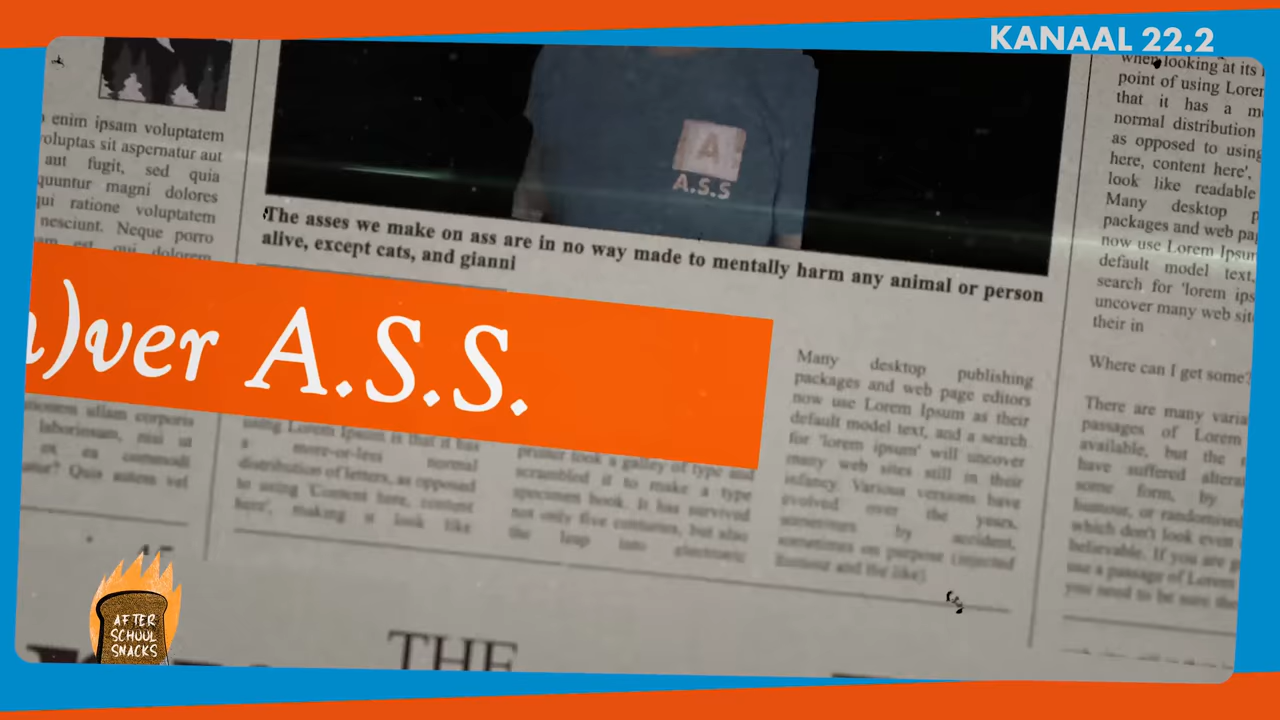 KANAAL 22.2
enim ipsam voluptatem
voluptas sit aspernatur aut
aut fugit, sed quia
magni dolores
qui ratione voluptatem
nesciunt. Neque porro
est qui dolorem
A
A.S.S
The asses we make on ass are in no way made to mentally harm any animal or person
alive, except cats, and gianni
)ver A.S.S.
laboriosam, nisi ut
ex ea commodi
Quis autem vel
using Lorem Ipsum is that it has
a more-or-less normal
distribution of letters, as opposed
to using 'Content here, content
here', making it look like
printer took a galley of type and
scrambled it to make a type
specimen book. It has survived
not only five centuries, but also
the leap into electronic
Many desktop publishing
packages and web page editors
now use Lorem Ipsum as their
default model text, and a search
for 'lorem ipsum' will uncover
many web sites still in their
infancy. Various versions have
evolved over the years,
sometimes by accident,
sometimes on purpose (injected
humour and the like).
when looking at its
point of using Lorem
that it has a
normal distribution
as opposed to using
here, content here',
look like readable
Many desktop
packages and web
now use Lorem Ipsum
default model text,
search for 'lorem
uncover many web
their in
Where can I get some?
There are many
passages of Lorem
available, but the
have suffered
some form, by
humour, or randomised
which don't look even
believable. If you are
use a passage of Lorem
you need to be sure
AFTER
SCHOOL
SNACKS
THE